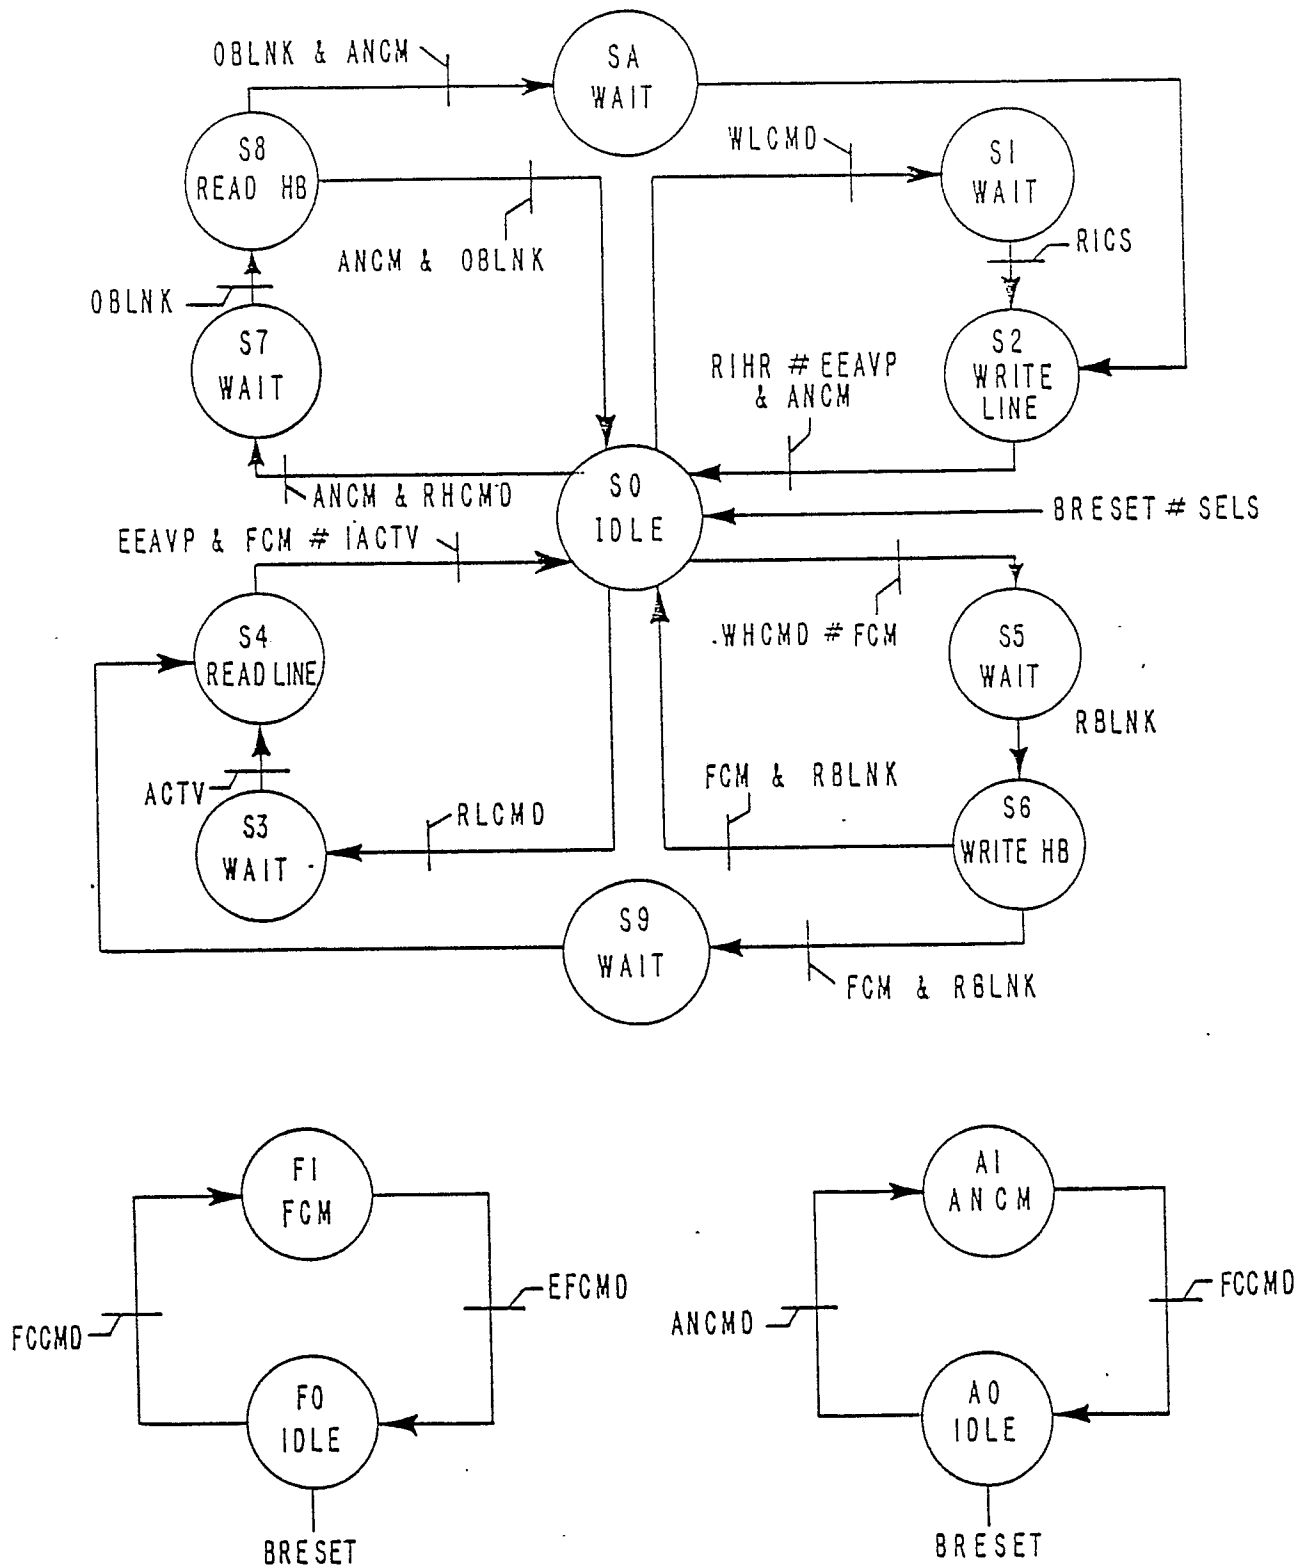 OBLNK & ANCM
SA
WAIT
WLCMD
S1
WAIT
S8
READ HB
ANCM & OBLNK
RICS
OBLNK
S7
WAIT
S2
WRITE
LINE
RIHR # EEAVP
& ANCM
ANCM & RHCMD
S0
IDLE
BRESET # SELS
EEAVP & FCM # IACTV
WHCMD # FCM
S4
READ LINE
S5
WAIT
RBLNK
ACTV
S3
WAIT
RLCMD
FCM & RBLNK
S6
WRITE HB
S9
WAIT
FCM & RBLNK
F1
FCM
EFCMD
FCCMD
F0
IDLE
BRESET
A1
ANCM
FCCMD
ANCMD
A0
IDLE
BRESET